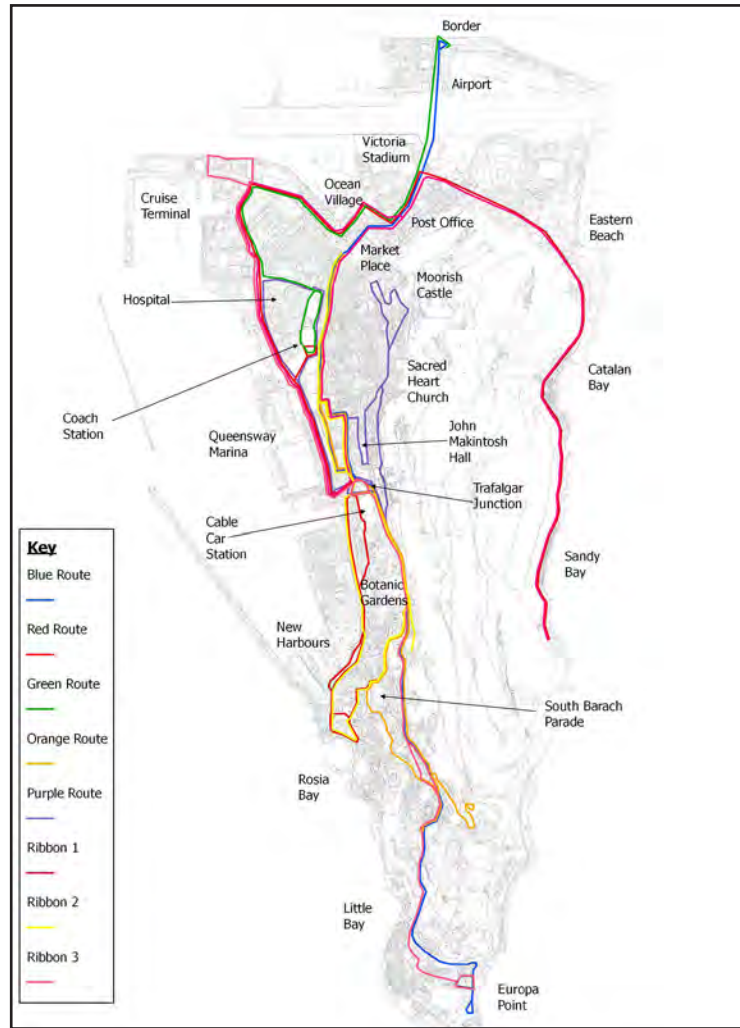 Border
Airport
Victoria
Stadium
Ocean
Village
Cruise
Terminal
Post Office
Eastern
Beach
Market
Place
Moorish
Castle
Hospital
Sacred
Heart
Church
Catalan
Bay
Coach
Station
Queensway
Marina
John
Makintosh
Hall
Trafalgar
Junction
Cable
Car
Station
Sandy
Bay
Botanic
Gardens
New
Harbours
South Barach
Parade
Rosia
Bay
Little
Bay
Europa
Point
Key
Blue Route
Red Route
Green Route
Orange Route
Purple Route
Ribbon 1
Ribbon 2
Ribbon 3